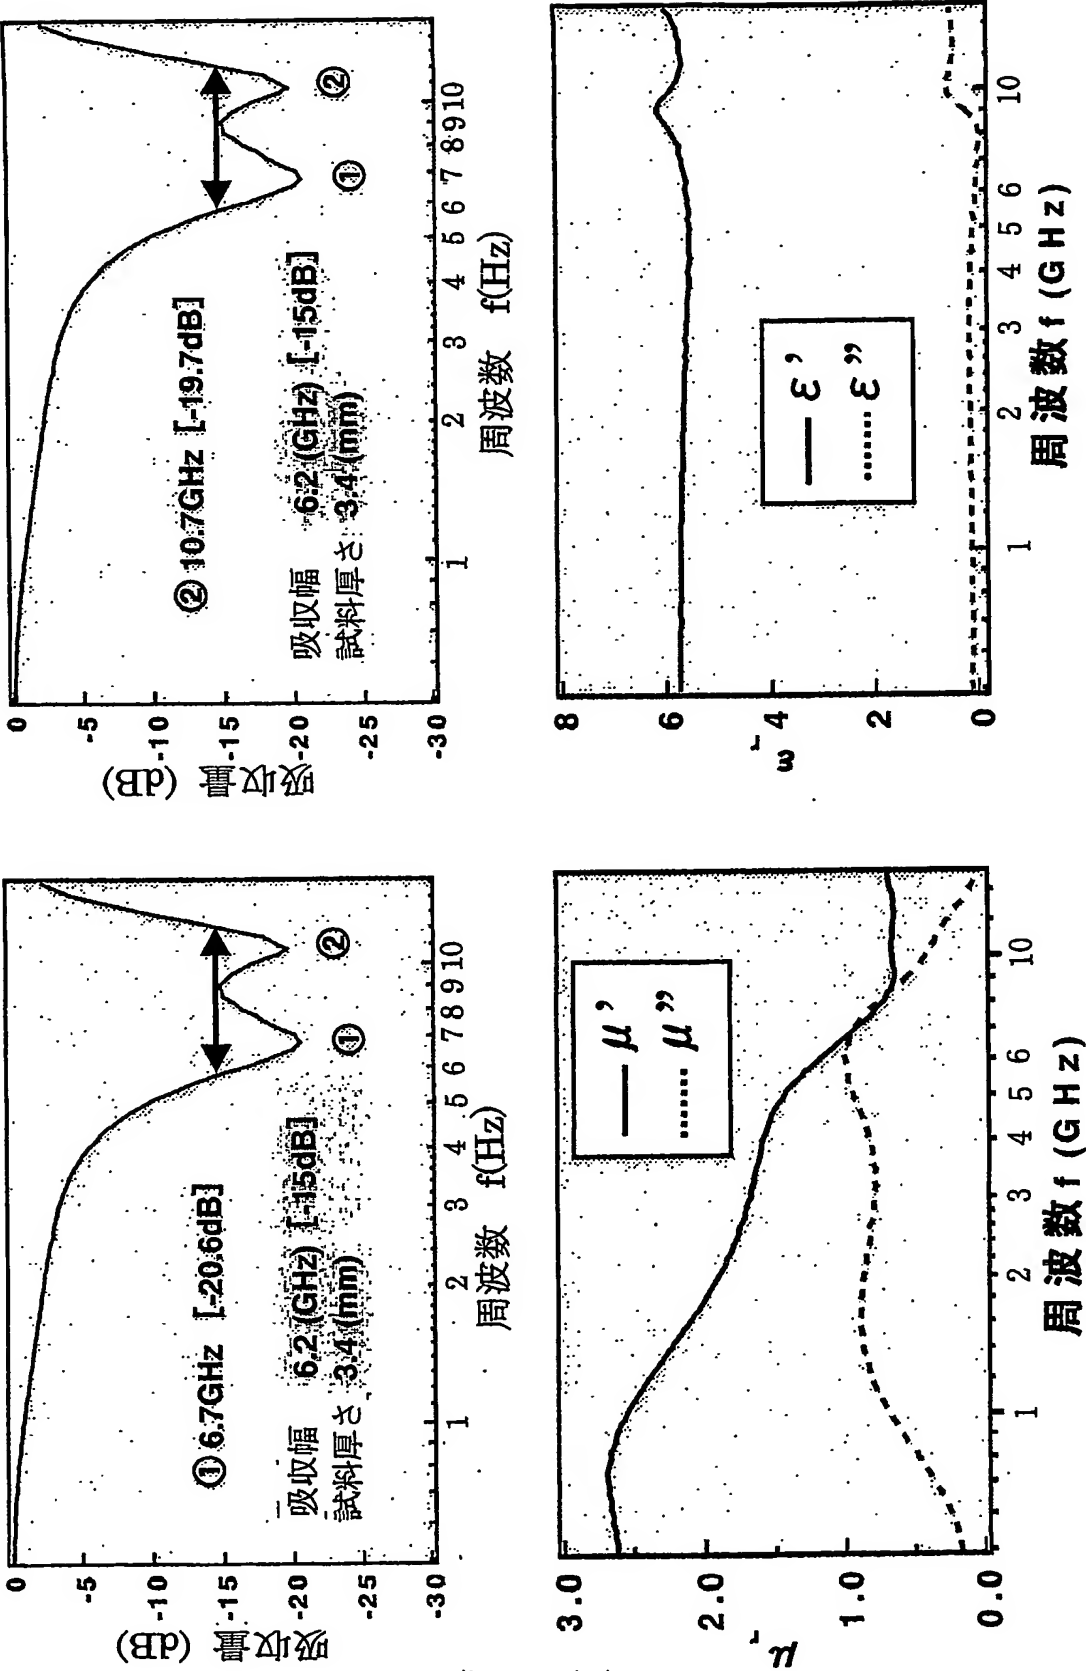 吸収量 (dB)
0
-5
-10
-15
-20
-25
-30
① 6.7GHz [-20.6dB]
吸収幅 6.2 (GHz) [-15dB]
試料厚さ 3.4 (mm)
①
②
1 2 3 4 5 6 7 8 9 10
周波数 f(Hz)
吸収量 (dB)
0
-5
-10
-15
-20
-25
-30
② 10.7GHz [-19.7dB]
吸収幅 6.2 (GHz) [-15dB]
試料厚さ: 3.4 (mm)
①
②
1 2 3 4 5 6 7 8 9 10
周波数 f(Hz)
μr
3.0
2.0
1.0
0.0
μ’
μ”
1 2 3 4 5 6 10
周波数 f (GHz)
εr
8
6
4
2
0
ε’
ε”
1 2 3 4 5 6 10
周波数 f (GHz)